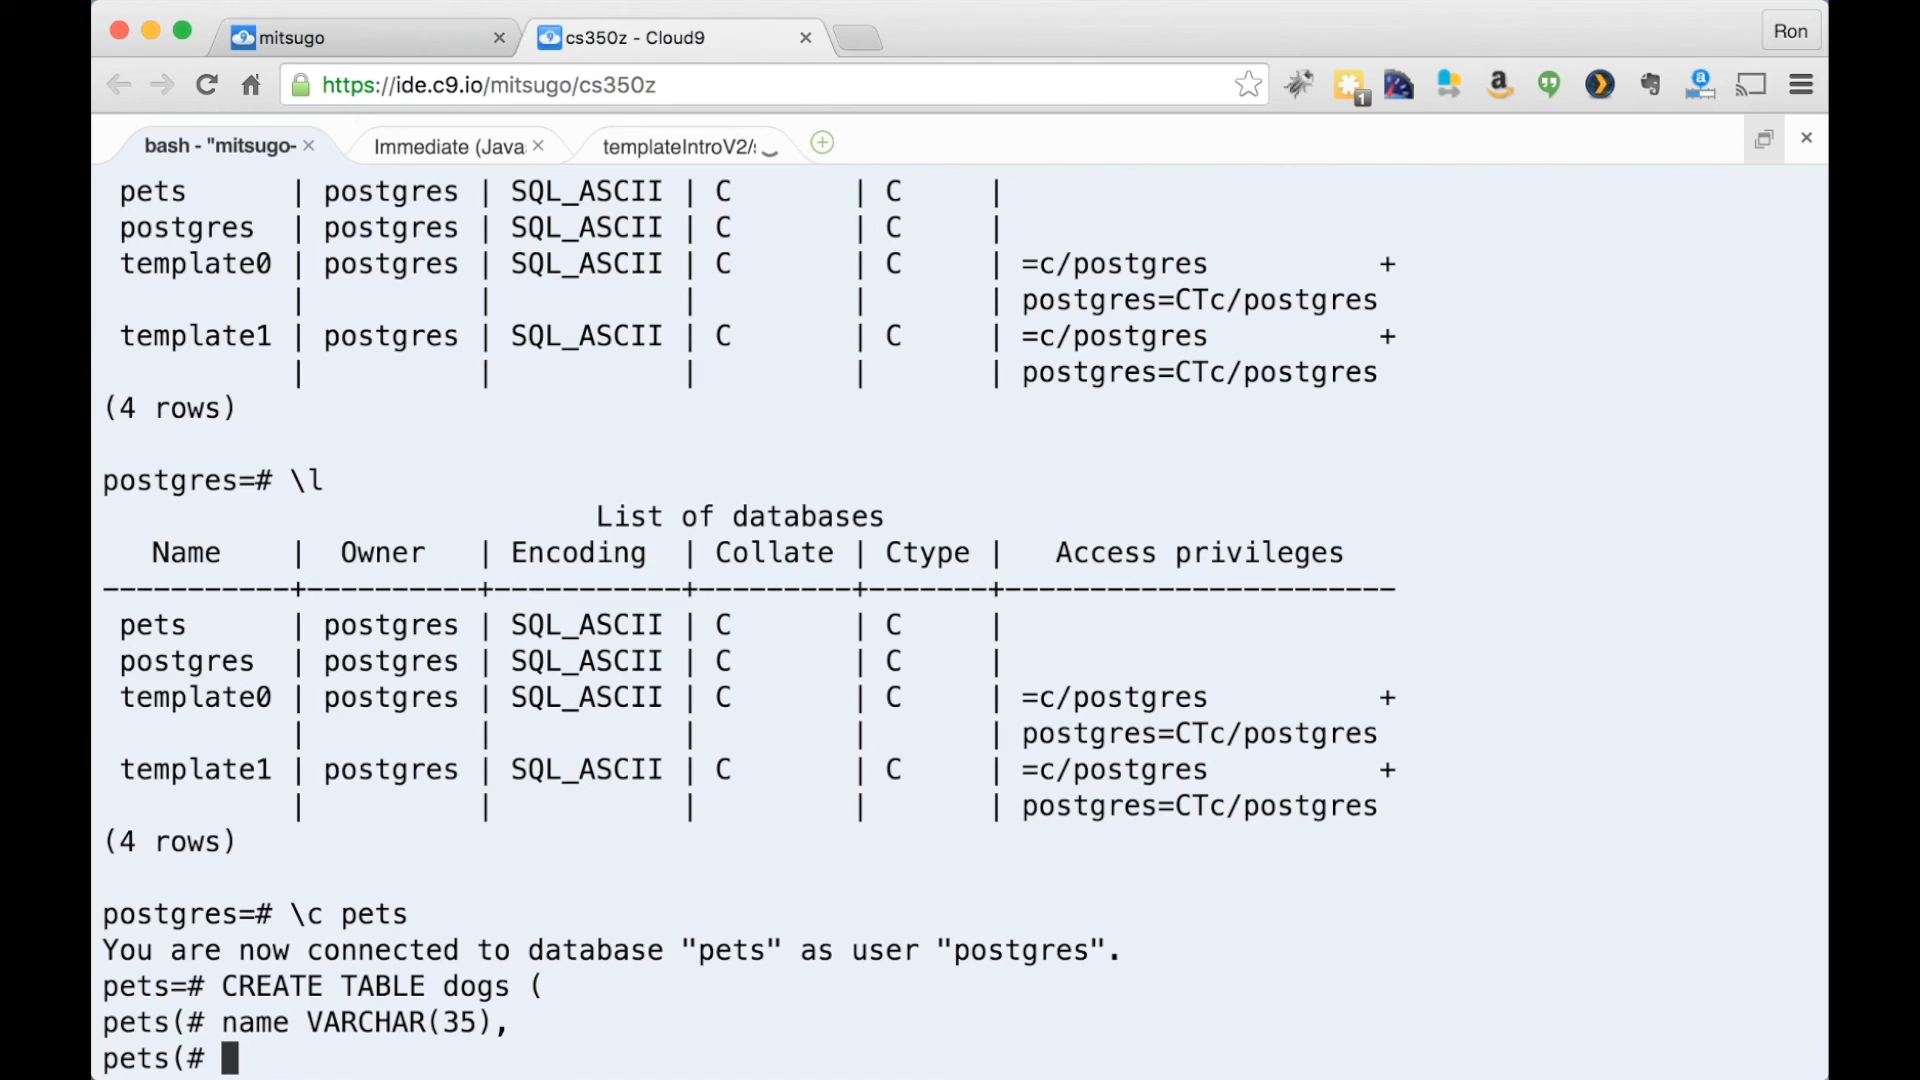 mitsugo
cs350z - Cloud9
Ron
https://ide.c9.io/mitsugo/cs350z
1
bash - "mitsugo-
Immediate (Java
templateIntroV2/
 pets      | postgres | SQL_ASCII | C       | C     |
 postgres  | postgres | SQL_ASCII | C       | C     |
 template0 | postgres | SQL_ASCII | C       | C     | =c/postgres          +
           |          |           |         |       | postgres=CTc/postgres
 template1 | postgres | SQL_ASCII | C       | C     | =c/postgres          +
           |          |           |         |       | postgres=CTc/postgres
(4 rows)
postgres=# \l
                             List of databases
   Name    |  Owner   | Encoding  | Collate | Ctype |   Access privileges
-----------+----------+-----------+---------+-------+-----------------------
 pets      | postgres | SQL_ASCII | C       | C     |
 postgres  | postgres | SQL_ASCII | C       | C     |
 template0 | postgres | SQL_ASCII | C       | C     | =c/postgres          +
           |          |           |         |       | postgres=CTc/postgres
 template1 | postgres | SQL_ASCII | C       | C     | =c/postgres          +
           |          |           |         |       | postgres=CTc/postgres
(4 rows)
postgres=# \c pets
You are now connected to database "pets" as user "postgres".
pets=# CREATE TABLE dogs (
pets(# name VARCHAR(35),
pets(#